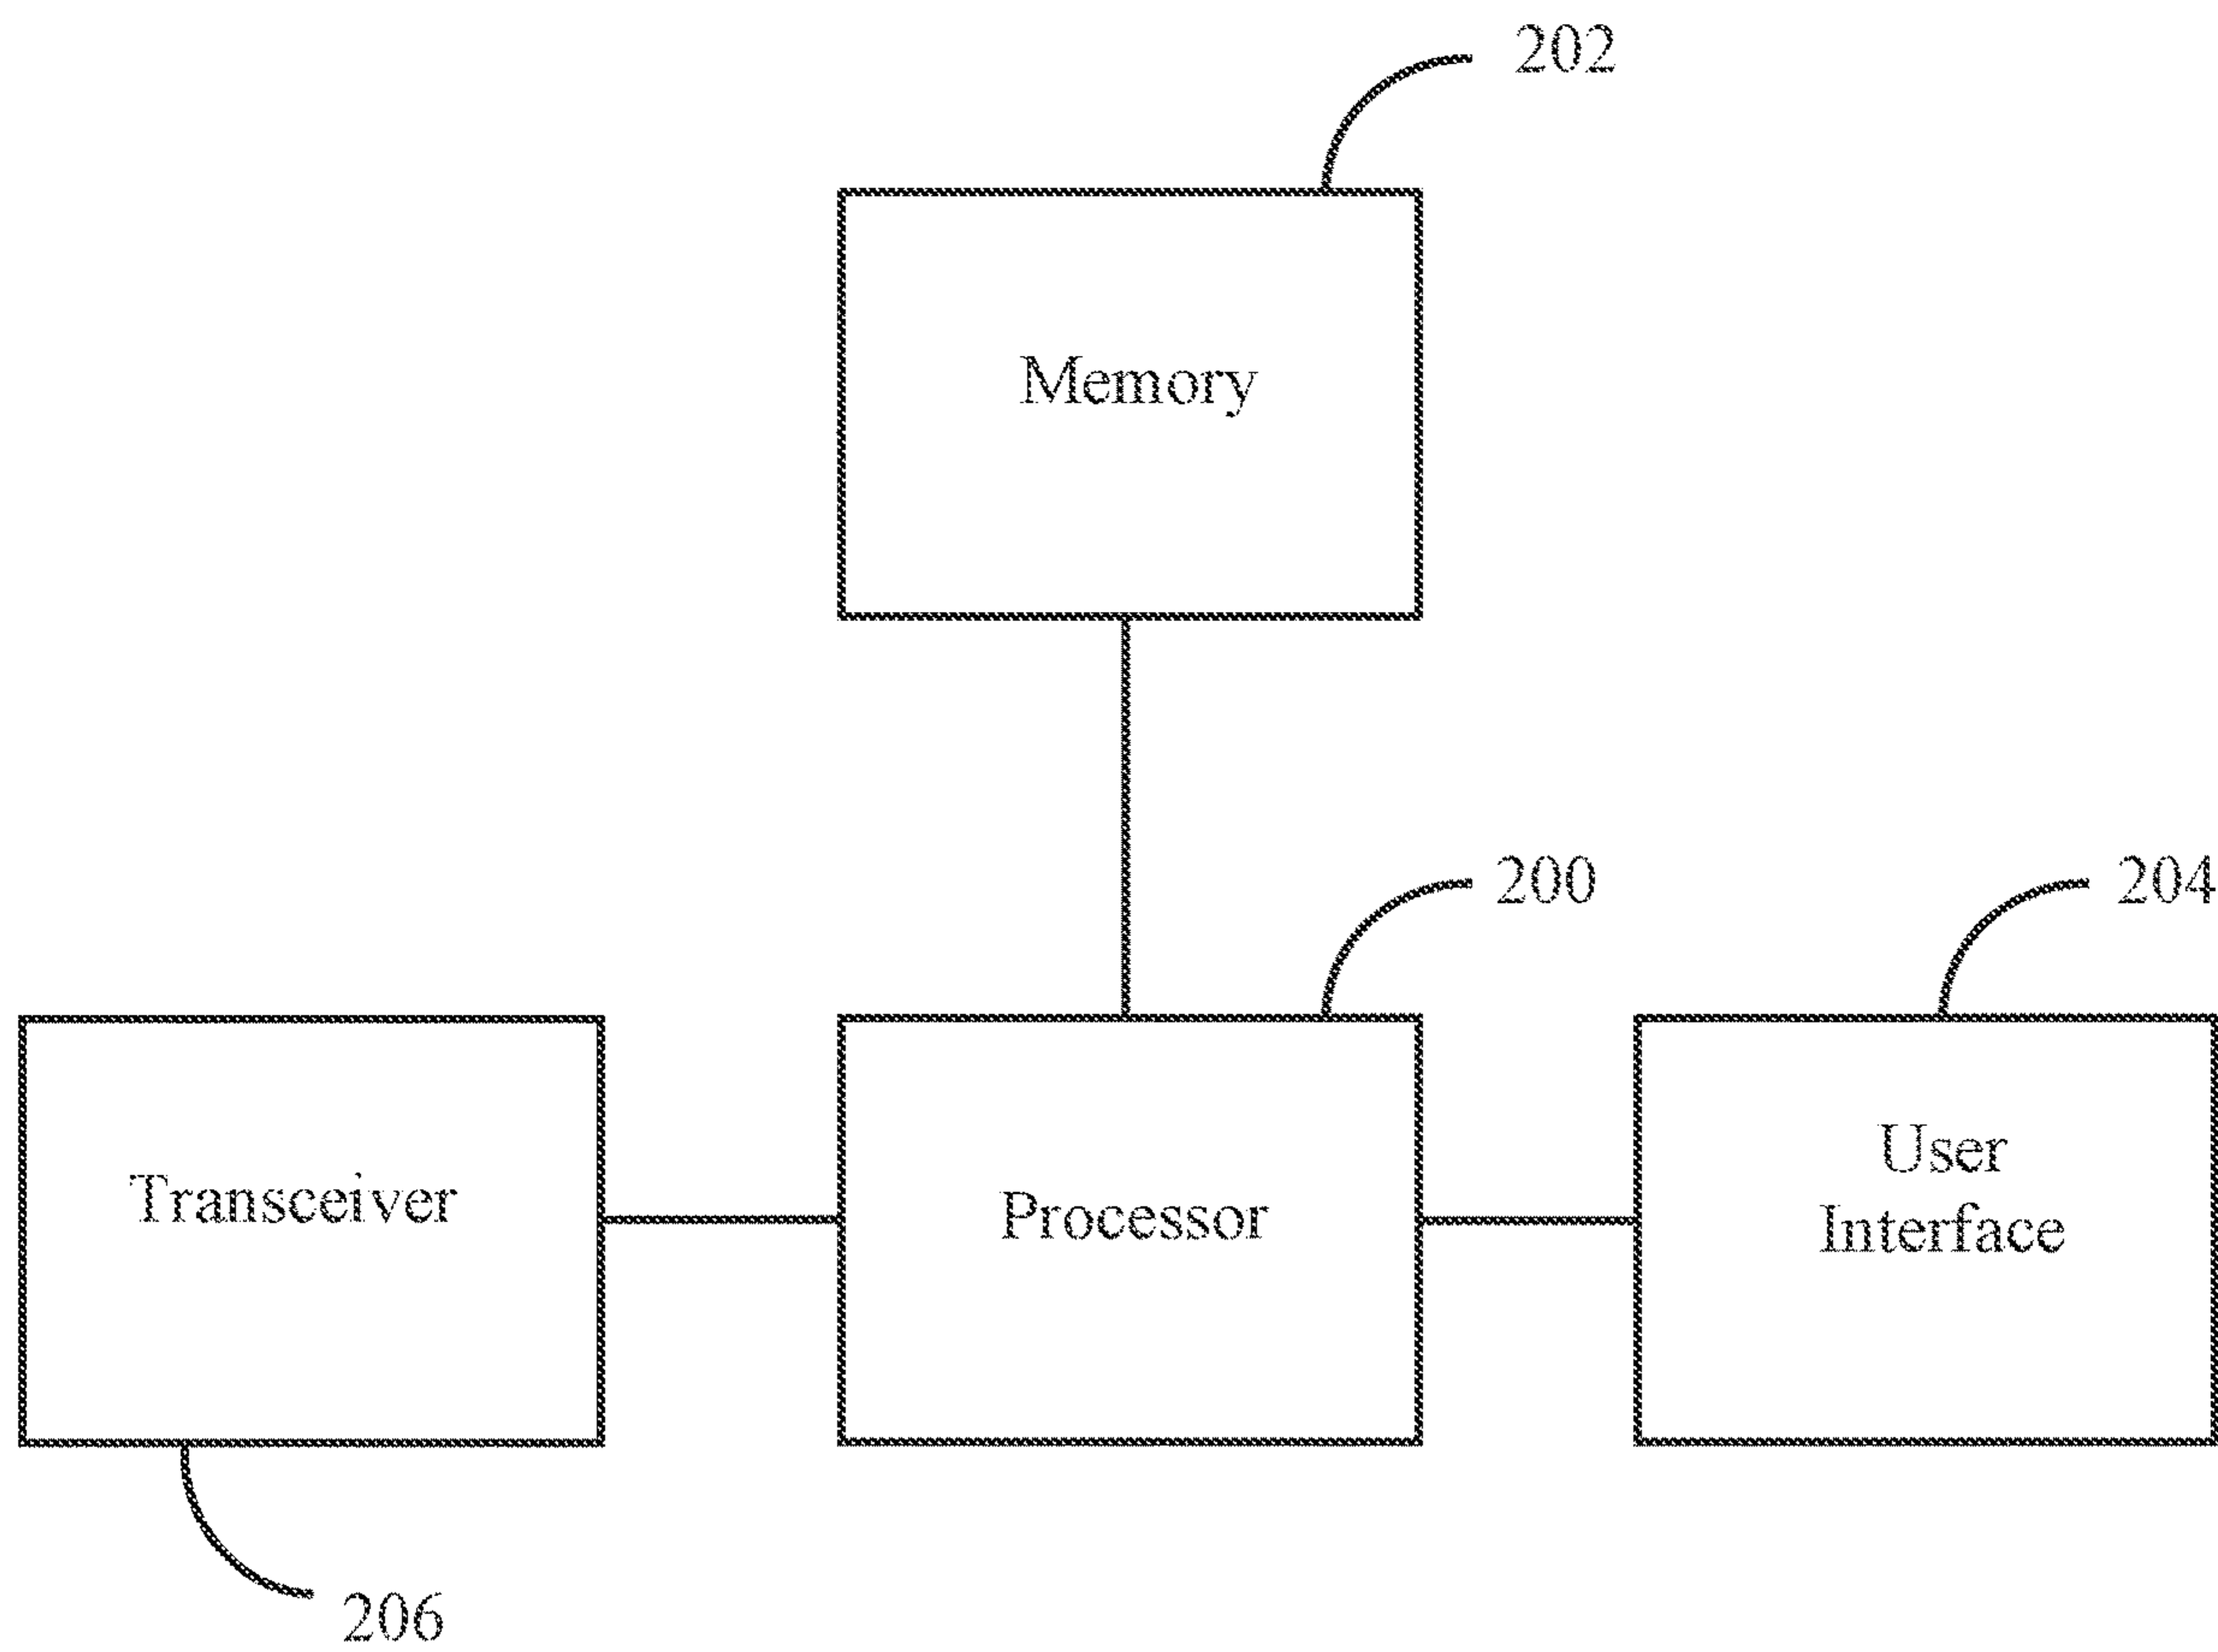 202
Memory
200
204
Transceiver
Processor
User
Interface
206